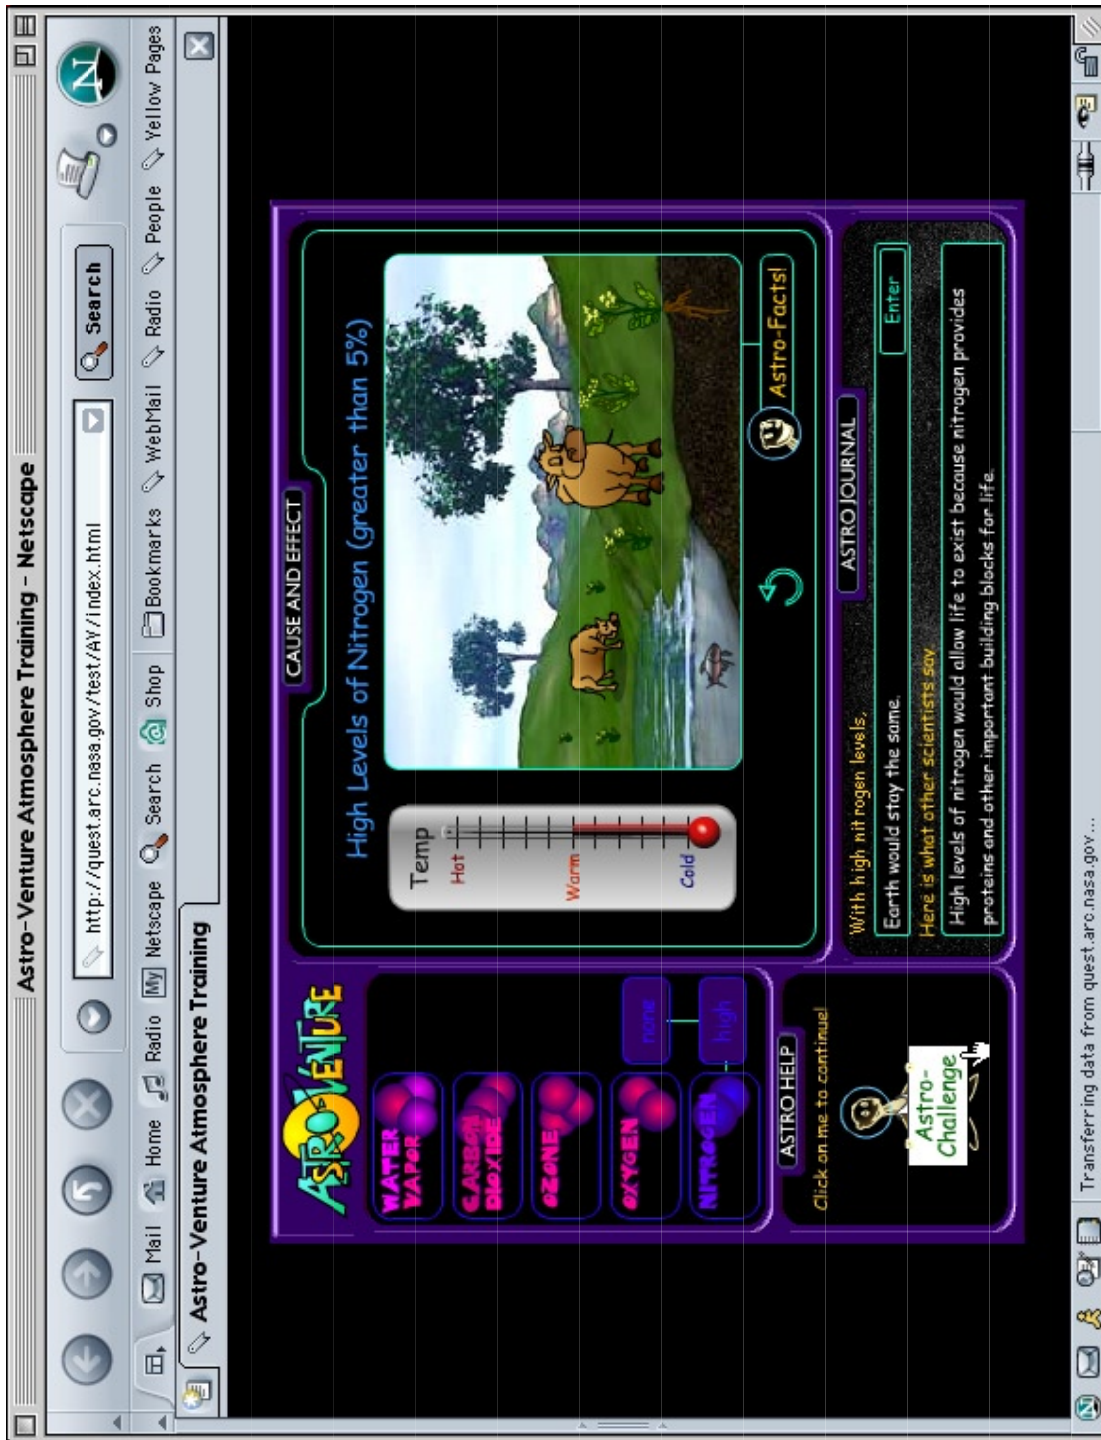 Astro-Venture Atmosphere Training - Netscape
http://quest.arc.nasa.gov/test/AV/index.html
Search
N
Mail Home Radio My Netscape Search Shop Bookmarks WebMail Radio People Yellow Pages
Astro-Venture Atmosphere Training
ASTRO-VENTURE
WATER
VAPOR
CARBON
DIOXIDE
OZONE
OXYGEN
NITROGEN
none
high
CAUSE AND EFFECT
High Levels of Nitrogen (greater than 5%)
Temp
Hot
Warm
Cold
Astro-Facts!
ASTRO HELP
Click on me to continue!
Astro-
Challenge
ASTRO JOURNAL
With high nitrogen levels,
Earth would stay the same.
Enter
Here is what other scientists say
High levels of nitrogen would allow life to exist because nitrogen provides
proteins and other important building blocks for life.
Transferring data from quest.arc.nasa.gov...